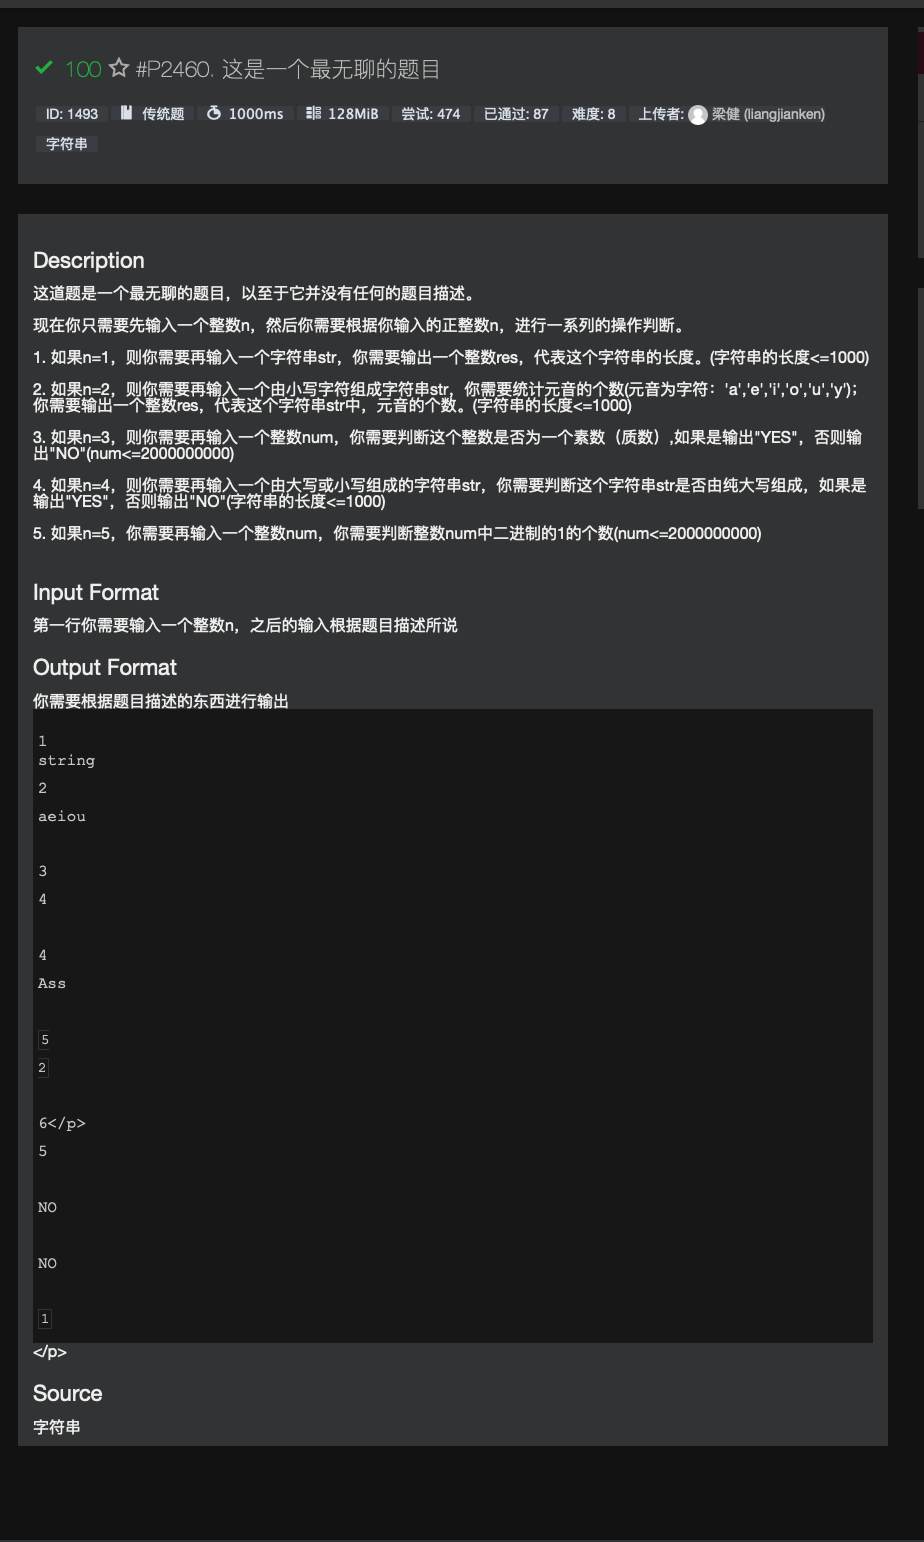 100 #P2460. 这是一个最无聊的题目
ID: 1493 传统题 1000ms 128MiB 尝试: 474 已通过: 87 难度: 8 上传者: 梁健 (liangjianken)
字符串
Description
这道题是一个最无聊的题目，以至于它并没有任何的题目描述。
现在你只需要先输入一个整数n，然后你需要根据你输入的正整数n，进行一系列的操作判断。
1. 如果n=1，则你需要再输入一个字符串str，你需要输出一个整数res，代表这个字符串的长度。(字符串的长度<=1000)
2. 如果n=2，则你需要再输入一个由小写字符组成字符串str，你需要统计元音的个数(元音为字符：'a','e','i','o','u','y')；
你需要输出一个整数res，代表这个字符串str中，元音的个数。(字符串的长度<=1000)
3. 如果n=3，则你需要再输入一个整数num，你需要判断这个整数是否为一个素数（质数）,如果是输出"YES"，否则输
出"NO"(num<=2000000000)
4. 如果n=4，则你需要再输入一个由大写或小写组成的字符串str，你需要判断这个字符串str是否由纯大写组成，如果是
输出"YES"，否则输出"NO"(字符串的长度<=1000)
5. 如果n=5，你需要再输入一个整数num，你需要判断整数num中二进制的1的个数(num<=2000000000)
Input Format
第一行你需要输入一个整数n，之后的输入根据题目描述所说
Output Format
你需要根据题目描述的东西进行输出
1
string
2
aeiou
3
4
4
Ass
5
2
6</p>
5
NO
NO
1
</p>
Source
字符串